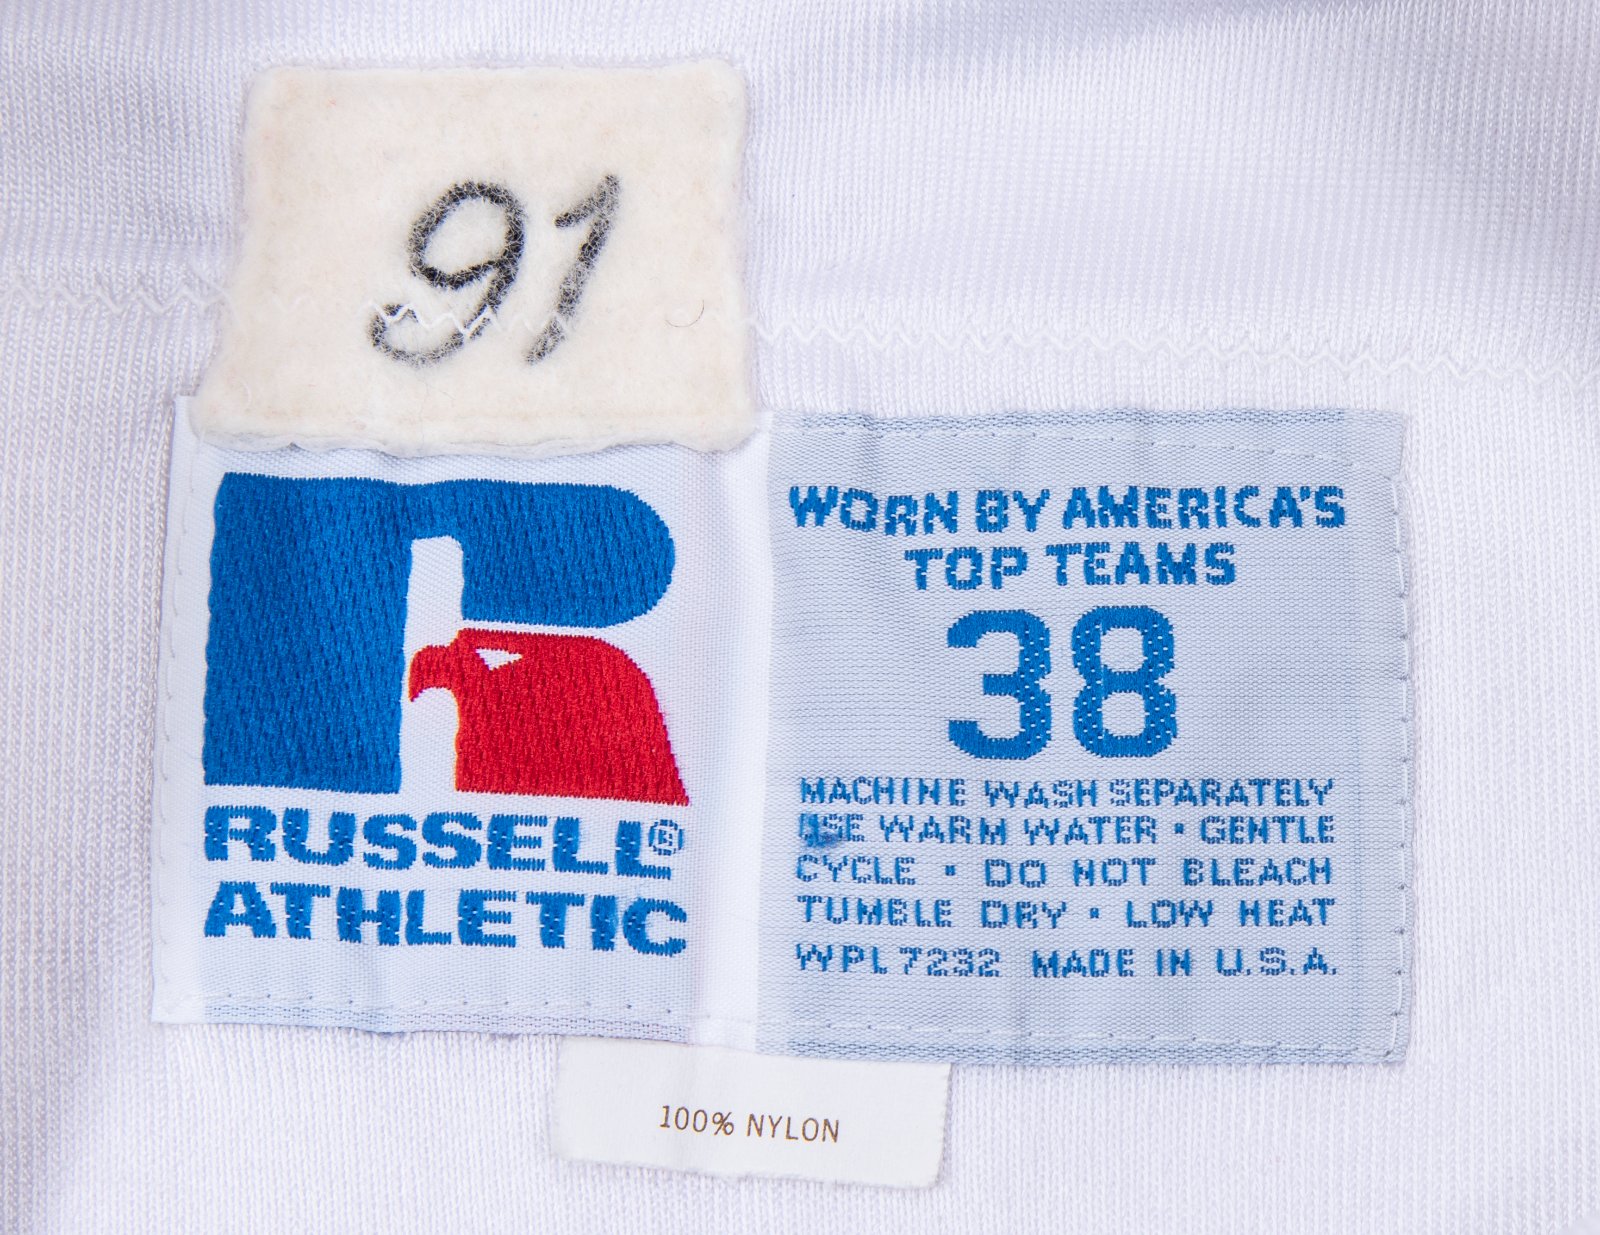 91
RUSSELL®
ATHLETIC
WORN BY AMERICA'S
TOP TEAMS
38
MACHINE WASH SEPARATELY
USE WARM WATER · GENTLE
CYCLE · DO NOT BLEACH
TUMBLE DRY · LOW HEAT
WPL 7232 MADE IN U.S.A.
100% NYLON